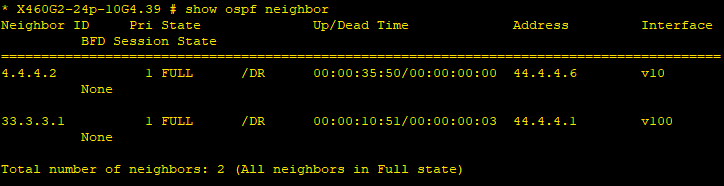 * X460G2-24p-10G4.39 # show ospf neighbor
Neighbor ID     Pri State             Up/Dead Time            Address         Interface
          BFD Session State
==========================================================================================
4.4.4.2           1 FULL      /DR     00:00:35:50/00:00:00:00  44.4.4.6        v10
          None

33.3.3.1          1 FULL      /DR     00:00:10:51/00:00:00:03  44.4.4.1        v100
          None

Total number of neighbors: 2 (All neighbors in Full state)